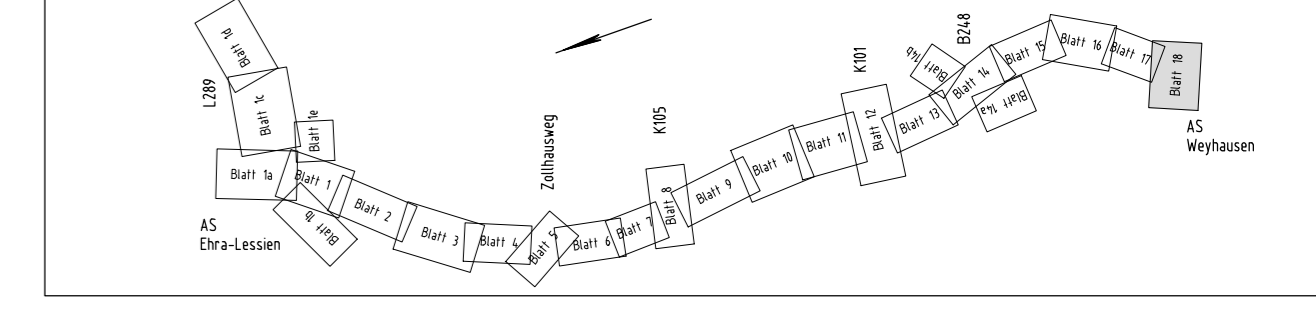 Blatt 1d
L289
Blatt 1c
Blatt 1e
Blatt 1a
Blatt 1
Blatt 1b
AS
Ehra-Lessien
Blatt 2
Blatt 3
Blatt 4
Blatt 5
Zollhausweg
Blatt 6
Blatt 7
Blatt 8
K105
Blatt 9
Blatt 10
Blatt 11
Blatt 12
K101
Blatt 13
Blatt 14b
B248
Blatt 14
Blatt 14a
Blatt 15
Blatt 16
Blatt 17
Blatt 18
AS
Weyhausen